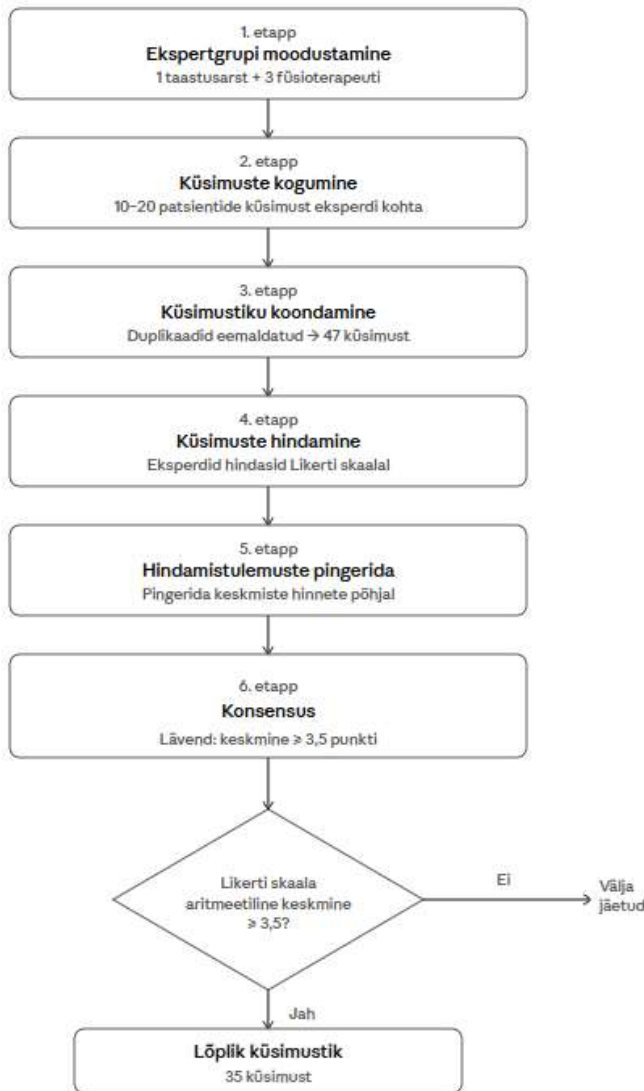 1. etapp
Ekspertgrupi moodustamine
1 taastusarst + 3 füsioterapeuti
2. etapp
Küsimuste kogumine
10–20 patsientide küsimust eksperdi kohta
3. etapp
Küsimustiku koondamine
Duplikaadid eemaldatud → 47 küsimust
4. etapp
Küsimuste hindamine
Eksperdid hindasid Likerti skaalal
5. etapp
Hindamistulemuste pingerida
Pingerida keskmiste hinnete põhjal
6. etapp
Konsensus
Lävend: keskmine ≥ 3,5 punkti
Likerti skaala
aritmeetiline keskmine
≥ 3,5?
Ei
Välja
jäetud
Jah
Lõplik küsimustik
35 küsimust